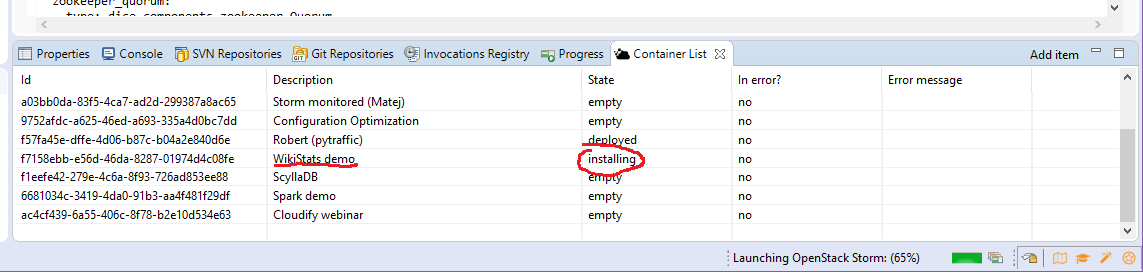 zookeeper_quorum:
type: dice.components.zookeeper.Quorum
Properties Console SVN Repositories Git Repositories Invocations Registry Progress Container List Add item
Id Description State In error? Error message
a03bb0da-83f5-4ca7-ad2d-299387a8ac65 Storm monitored (Matej) empty no
9752afdc-a625-46ed-a693-335a4d0bc7dd Configuration Optimization empty no
f57fa45e-dffe-4d06-b87c-b04a2e840d6e Robert (pytraffic) deployed no
f7158ebb-e56d-46da-8287-01974d4c08fe WikiStats demo installing no
f1eefe42-279e-4c6a-8f93-726ad853ee88 ScyllaDB empty no
6681034c-3419-4da0-91b3-aa4f481f29df Spark demo empty no
ac4cf439-6a55-406c-8f78-b2e10d534e63 Cloudify webinar empty no
Launching OpenStack Storm: (65%)